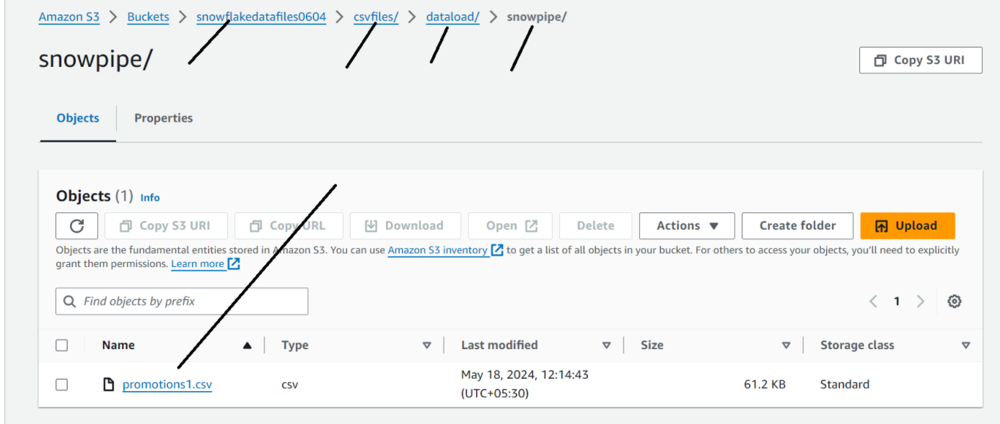 Amazon S3 > Buckets > snowflakedatafiles0604 > csvfiles/ > dataload/ > snowpipe/
snowpipe/
Copy S3 URI
Objects Properties
Objects (1) Info
Copy S3 URI Copy URL Download Open Delete Actions Create folder Upload
Objects are the fundamental entities stored in Amazon S3. You can use Amazon S3 inventory to get a list of all objects in your bucket. For others to access your objects, you'll need to explicitly
grant them permissions. Learn more
Find objects by prefix
1
Name Type Last modified Size Storage class
promotions1.csv csv May 18, 2024, 12:14:43 (UTC+05:30) 61.2 KB Standard